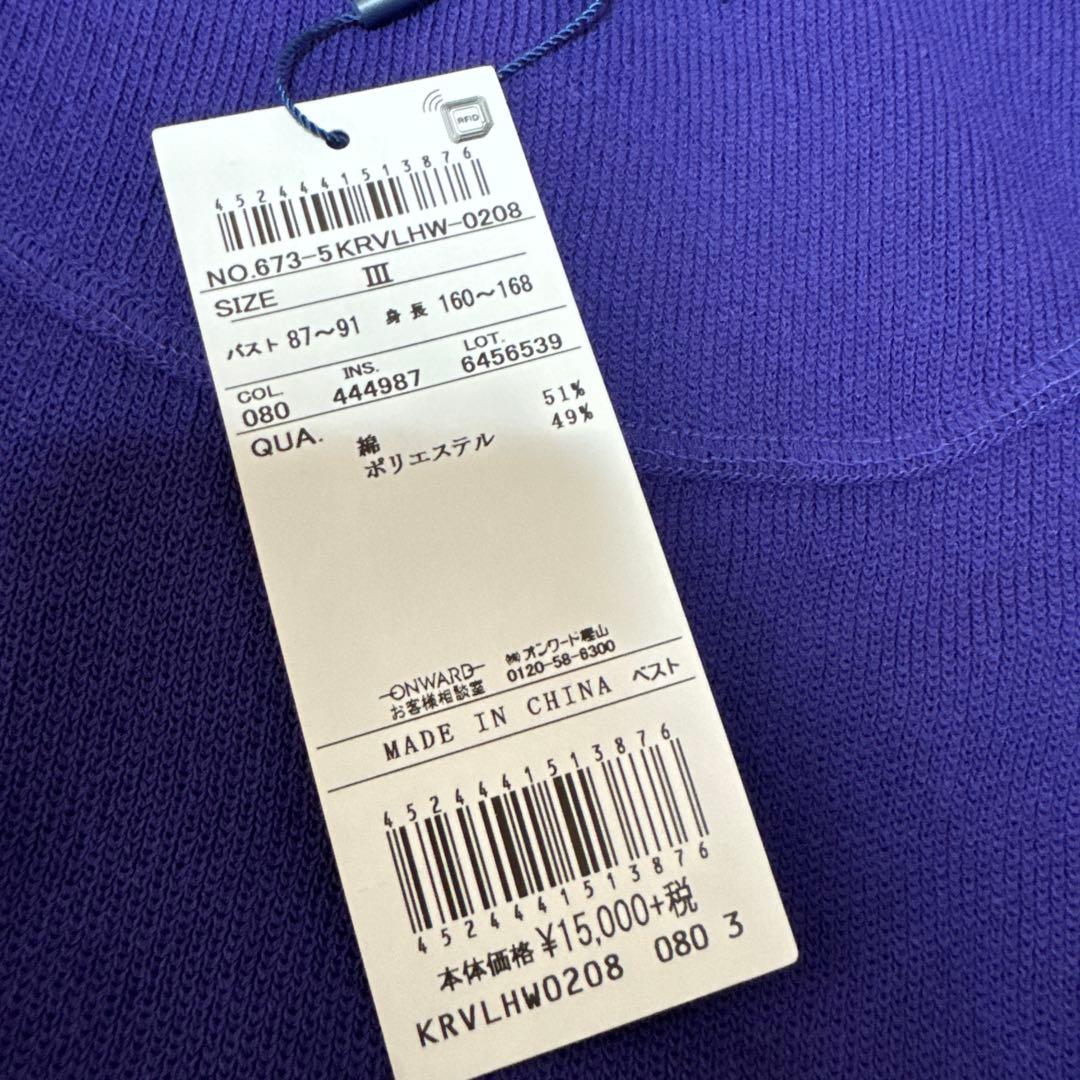 RFID
4524441513876
NO.673-5KRVLHW-0208
SIZE III
バスト 87〜91 身長 160〜168
COL. INS. LOT.
080 444987 6456539
QUA. 綿 51%
ポリエステル 49%
ONWARD ㈱オンワード樫山
お客様相談室 0120-58-6300
MADE IN CHINA ベスト
4524441513876
4524441513876
本体価格 ¥15,000+税
KRVLHW0208 080 3